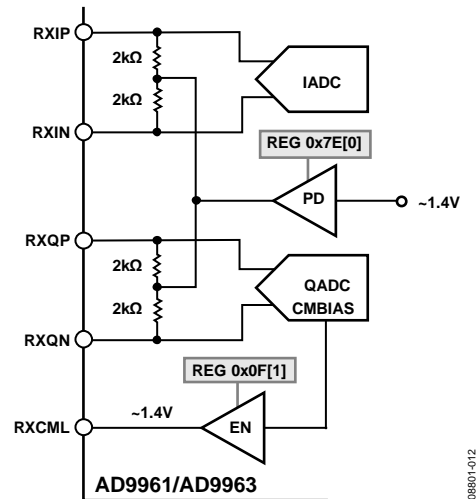 RXIP
2kΩ
IADC
2kΩ
RXIN
REG 0x7E[0]
PD
~1.4V
RXQP
2kΩ
QADC
CMBIAS
2kΩ
RXQN
REG 0x0F[1]
RXCML
~1.4V
EN
AD9961/AD9963
08801-012